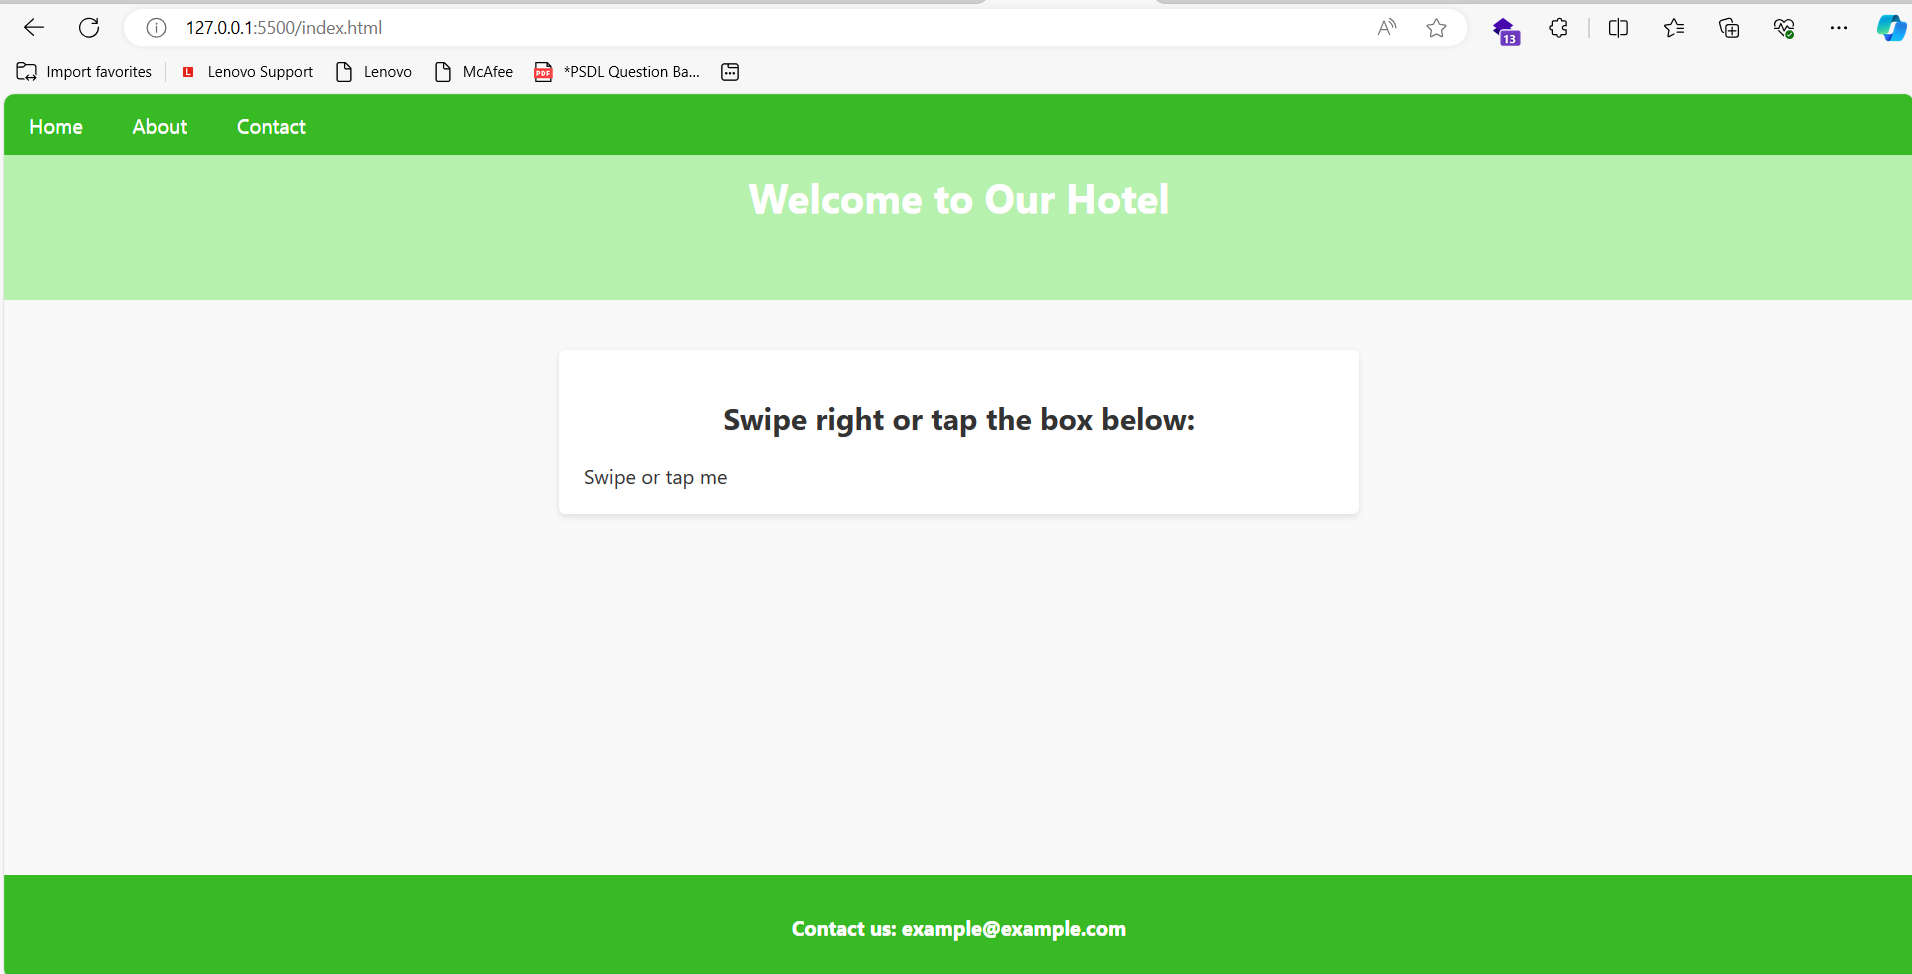 127.0.0.1:5500/index.html
13
Import favorites L Lenovo Support Lenovo McAfee PDF *PSDL Question Ba...
Home About Contact
Welcome to Our Hotel
Swipe right or tap the box below:
Swipe or tap me
Contact us: example@example.com